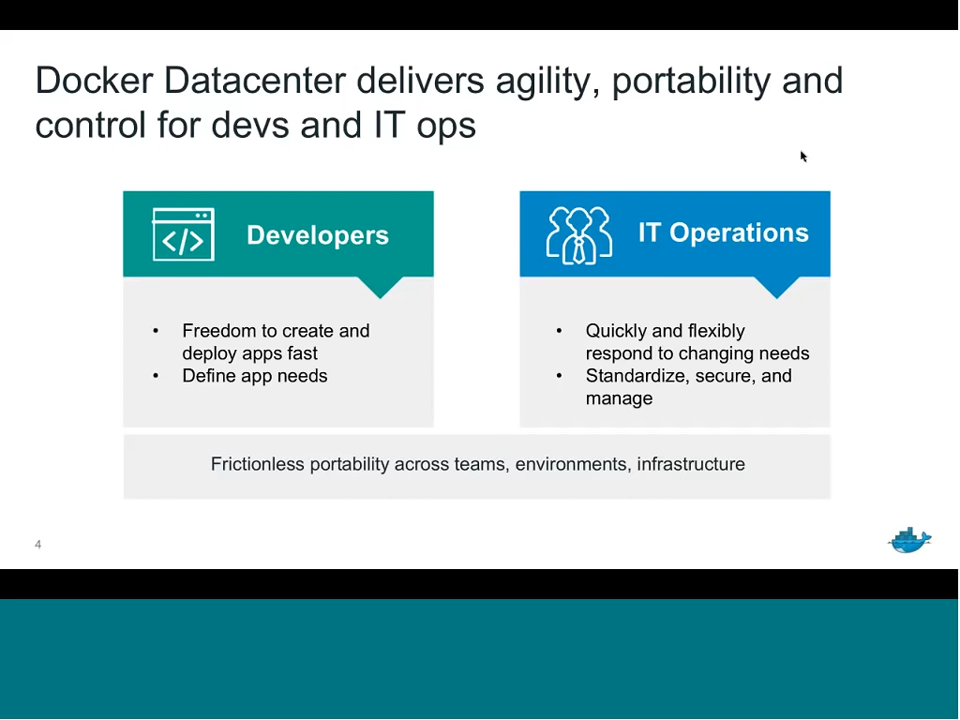 Docker Datacenter delivers agility, portability and
control for devs and IT ops
</>
Developers
• Freedom to create and
deploy apps fast
• Define app needs
IT Operations
• Quickly and flexibly
respond to changing needs
• Standardize, secure, and
manage
Frictionless portability across teams, environments, infrastructure
4